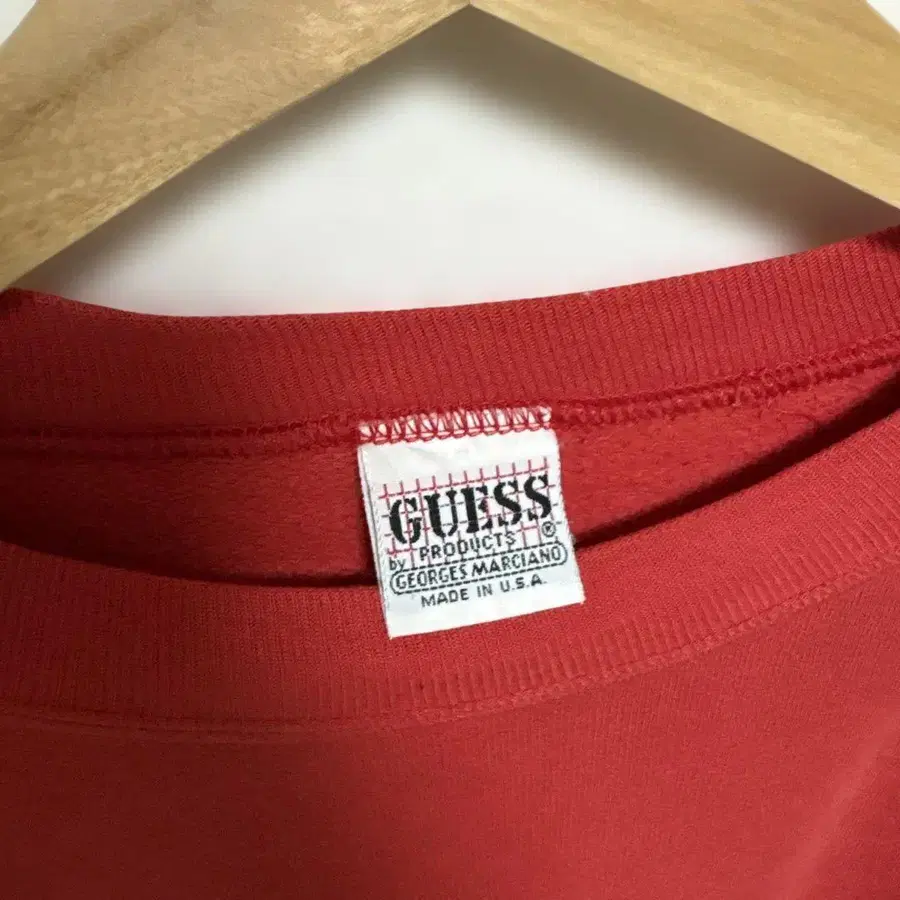 GUESS
®
PRODUCTS
by
GEORGES MARCIANO
MADE IN U.S.A.